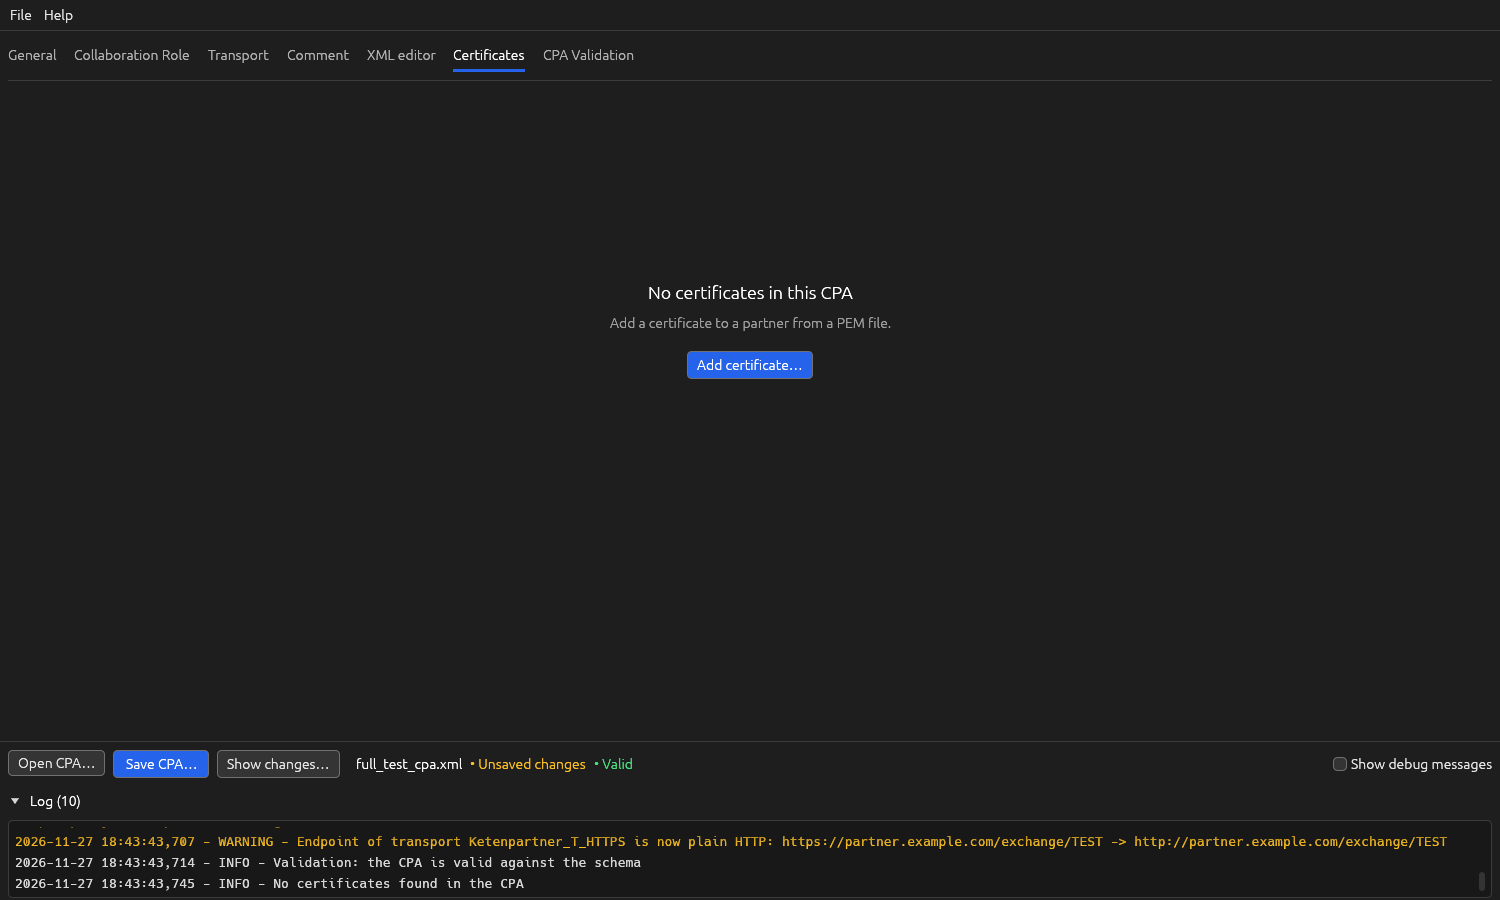 File Help
General Collaboration Role Transport Comment XML editor Certificates CPA Validation
No certificates in this CPA
Add a certificate to a partner from a PEM file.
Add certificate...
Open CPA... Save CPA... Show changes... full_test_cpa.xml • Unsaved changes • Valid Show debug messages
Log (10)
2026-11-27 18:43:43,707 - WARNING - Endpoint of transport Ketenpartner_T_HTTPS is now plain HTTP: https://partner.example.com/exchange/TEST -> http://partner.example.com/exchange/TEST
2026-11-27 18:43:43,714 - INFO - Validation: the CPA is valid against the schema
2026-11-27 18:43:43,745 - INFO - No certificates found in the CPA